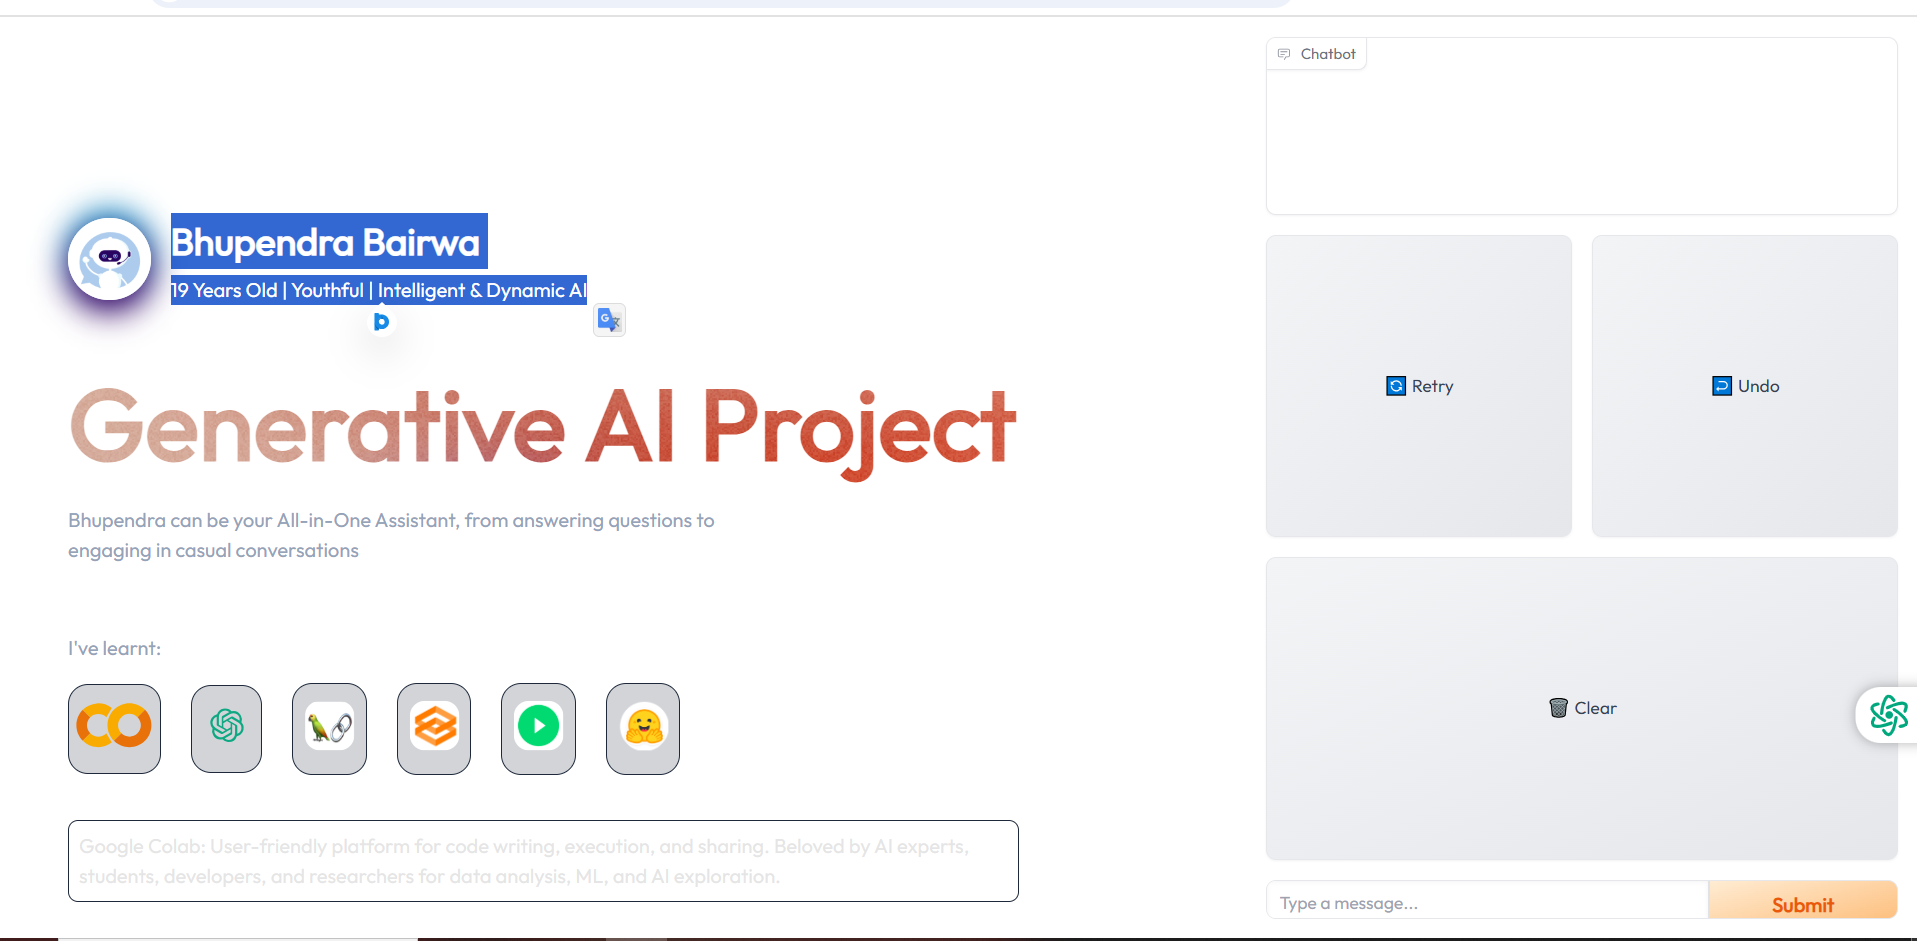 Bhupendra Bairwa
19 Years Old | Youthful | Intelligent & Dynamic AI
Generative AI Project
Bhupendra can be your All-in-One Assistant, from answering questions to
engaging in casual conversations
I've learnt:
Google Colab: User-friendly platform for code writing, execution, and sharing. Beloved by AI experts,
students, developers, and researchers for data analysis, ML, and AI exploration.
Chatbot
Retry
Undo
Clear
Type a message...
Submit